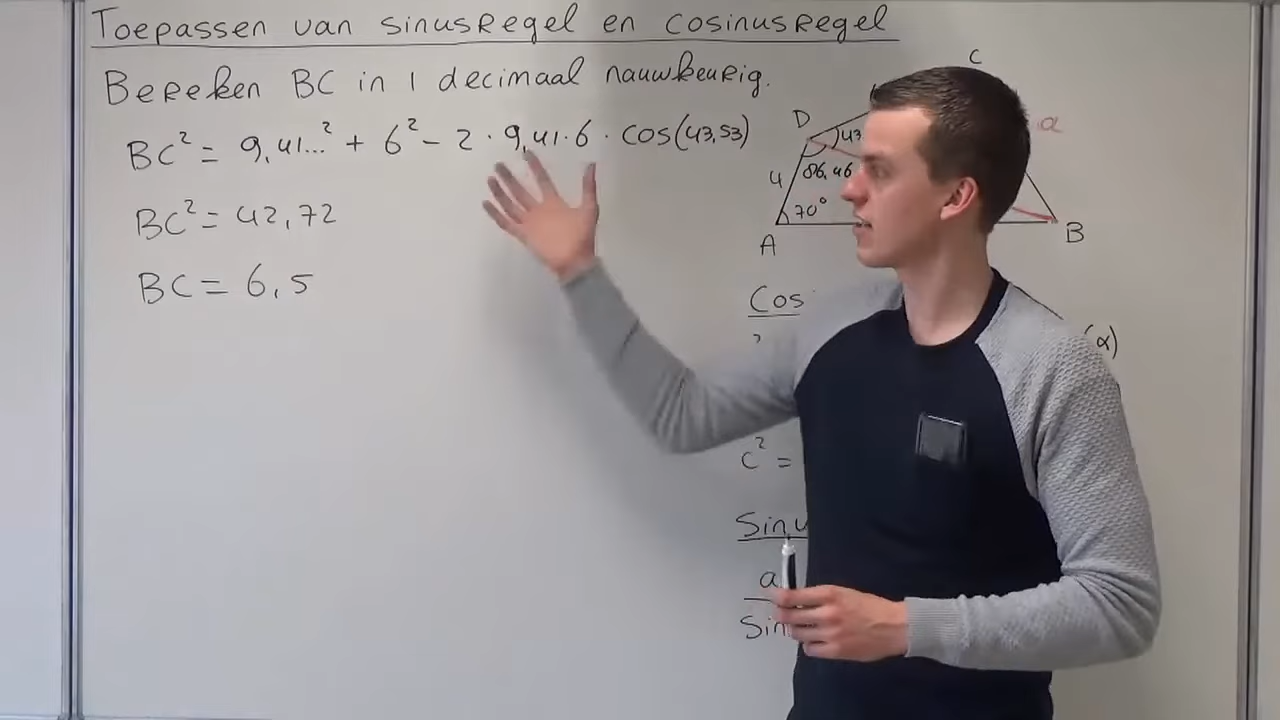 Toepassen van sinusregel en cosinusregel
Bereken BC in 1 decimaal nauwkeurig.
BC² = 9,41...² + 6² - 2 · 9,41 · 6 · cos(43,53)
BC² = 42,72
BC = 6,5
C
D
a
43,
4
86,46
70°
A
B
Cos
(α)
c² =
Sinu
a
Sin